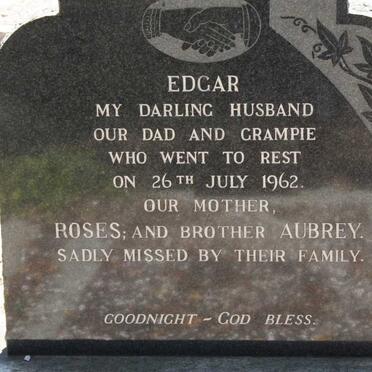 EDGAR
MY DARLING HUSBAND
OUR DAD AND GRAMPIE
WHO WENT TO REST
ON 26TH JULY 1962.
OUR MOTHER,
ROSES; AND BROTHER AUBREY.
SADLY MISSED BY THEIR FAMILY.
GOODNIGHT - GOD BLESS.